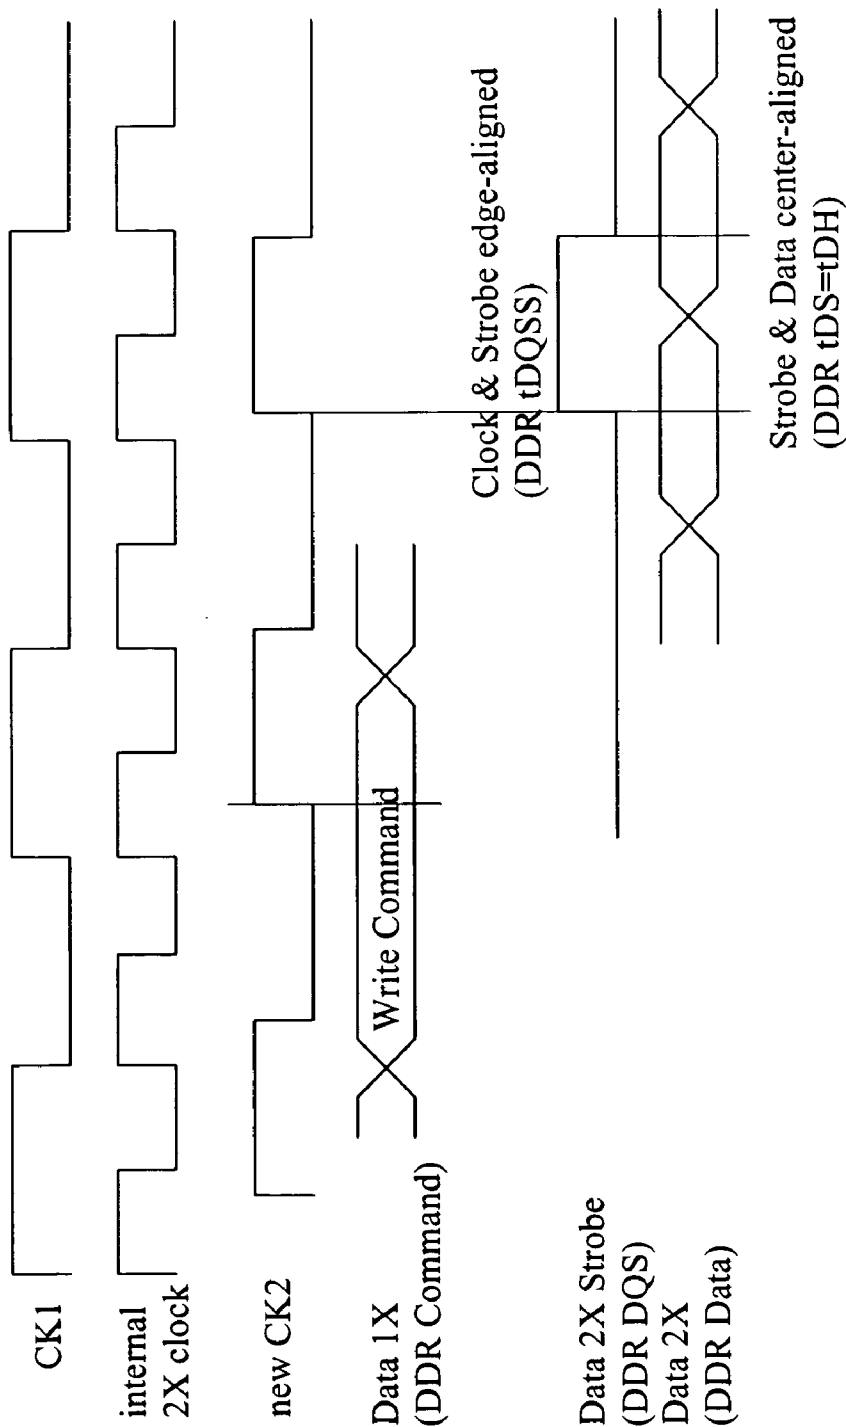 CK1
internal
2X clock
new CK2
Data 1X
(DDR Command)
Write Command
Clock & Strobe edge-aligned
(DDR tDQSS)
Data 2X Strobe
(DDR DQS)
Data 2X
(DDR Data)
Strobe & Data center-aligned
(DDR tDS=tDH)